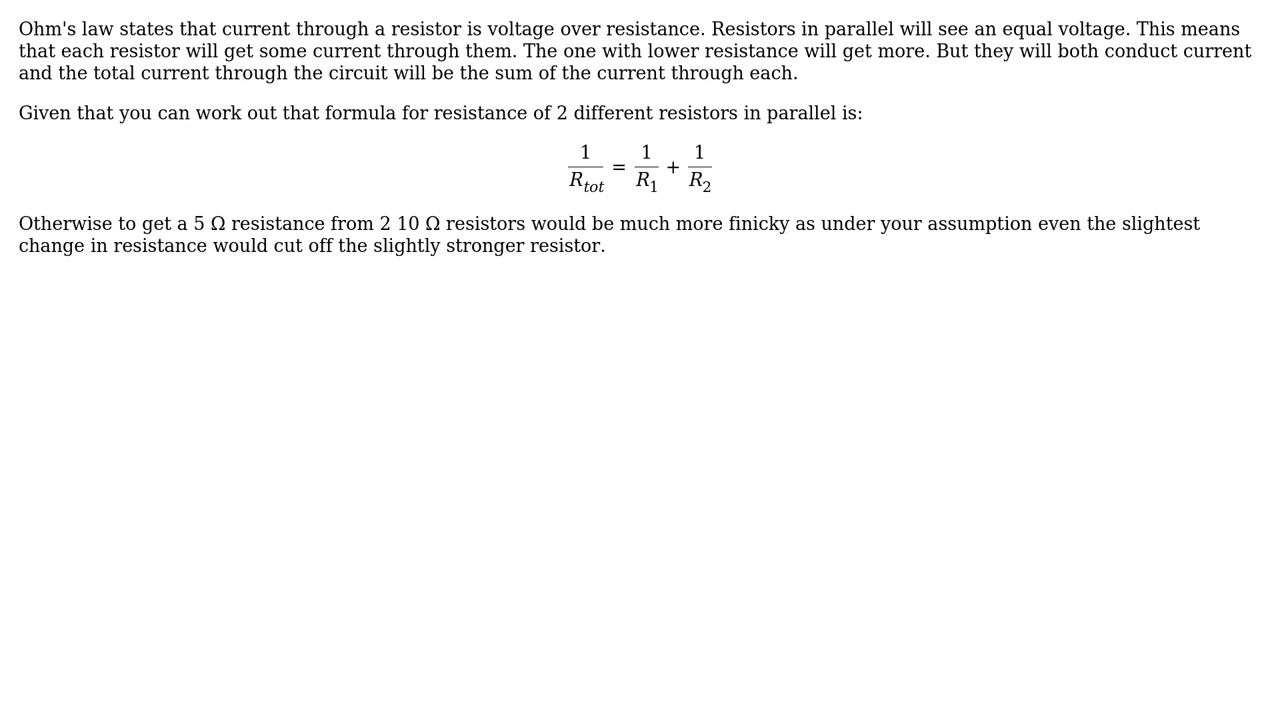 Ohm's law states that current through a resistor is voltage over resistance. Resistors in parallel will see an equal voltage. This means
that each resistor will get some current through them. The one with lower resistance will get more. But they will both conduct current
and the total current through the circuit will be the sum of the current through each.
Given that you can work out that formula for resistance of 2 different resistors in parallel is:
1/R_tot = 1/R_1 + 1/R_2
Otherwise to get a 5 Ω resistance from 2 10 Ω resistors would be much more finicky as under your assumption even the slightest
change in resistance would cut off the slightly stronger resistor.